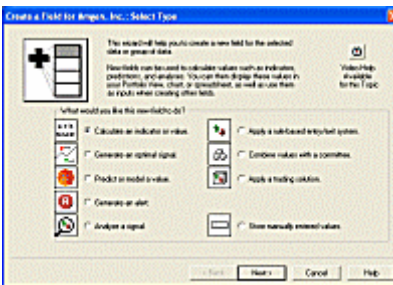 Create a Field for Amgen, Inc.: Select Type
This wizard will help you to create a new field for the selected
data or group of data.
New fields can be used to calculate values such as indicators,
predictions, and analyses. You can then display these values in
your Portfolio View, chart, or spreadsheet, as well as use them
as inputs when creating other fields.
Video Help
Available
for this Topic
What would you like this new field to do?
Calculate an indicator or value.
Generate an optimal signal.
Predict or model a value.
Generate an alert.
Analyze a signal.
Apply a rule-based entry/exit system.
Combine values with a committee.
Apply a trading solution.
Store manually entered values.
< Back
Next >
Cancel
Help